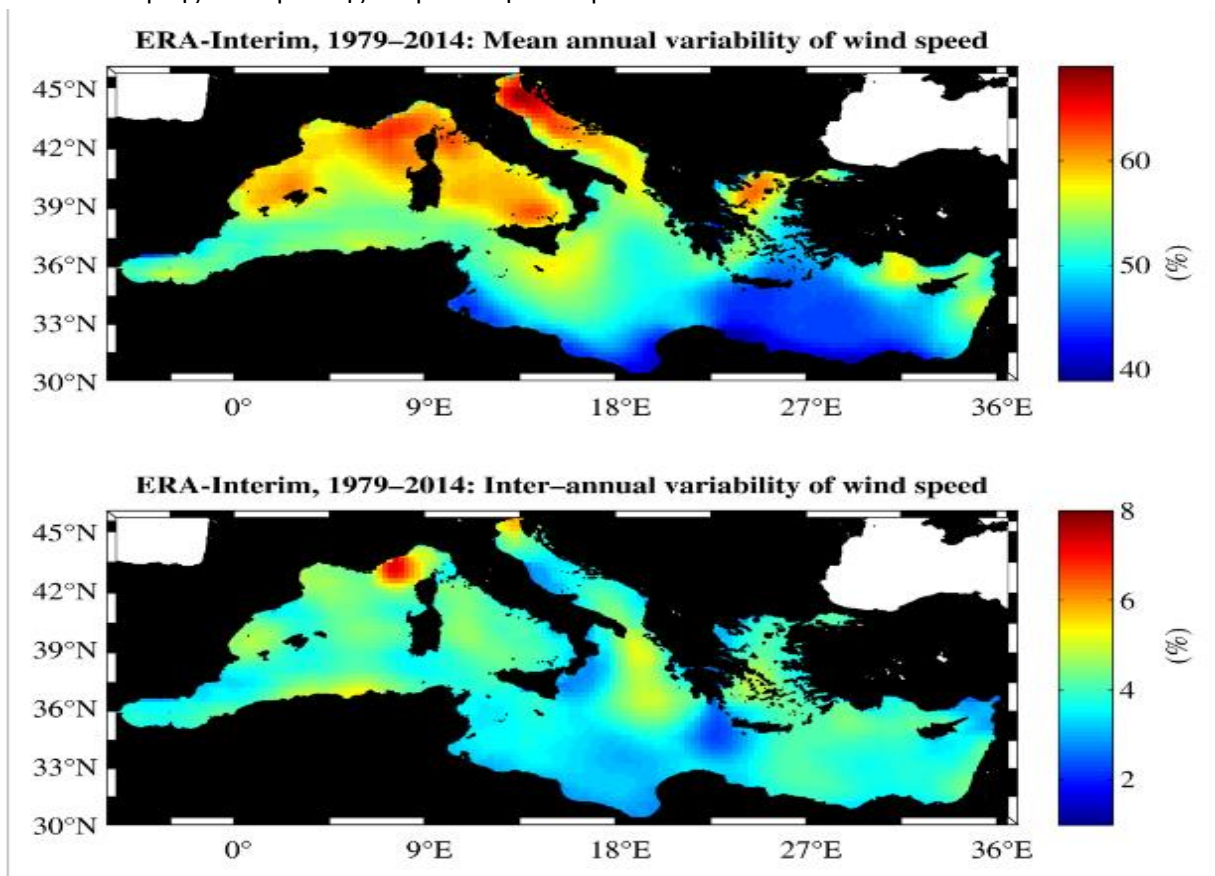 ERA-Interim, 1979–2014: Mean annual variability of wind speed
45°N
42°N
39°N
36°N
33°N
30°N
0°
9°E
18°E
27°E
36°E
60
50
40
(%)
ERA-Interim, 1979–2014: Inter–annual variability of wind speed
45°N
42°N
39°N
36°N
33°N
30°N
0°
9°E
18°E
27°E
36°E
8
6
4
2
(%)